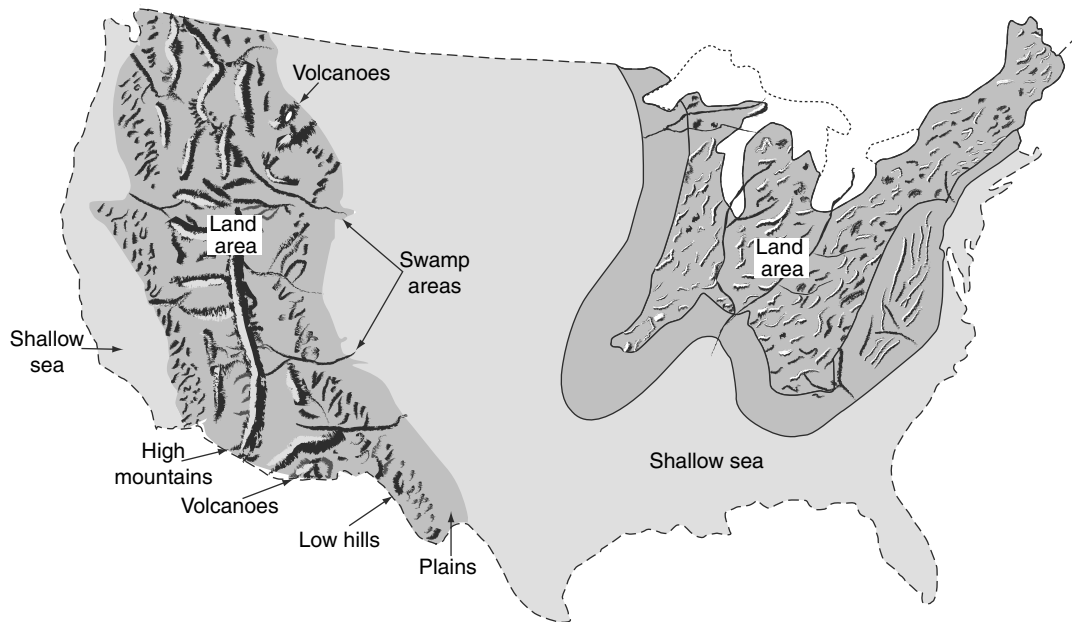 Volcanoes
Land
area
Swamp
areas
Land
area
Shallow
sea
High
mountains
Volcanoes
Low hills
Plains
Shallow sea